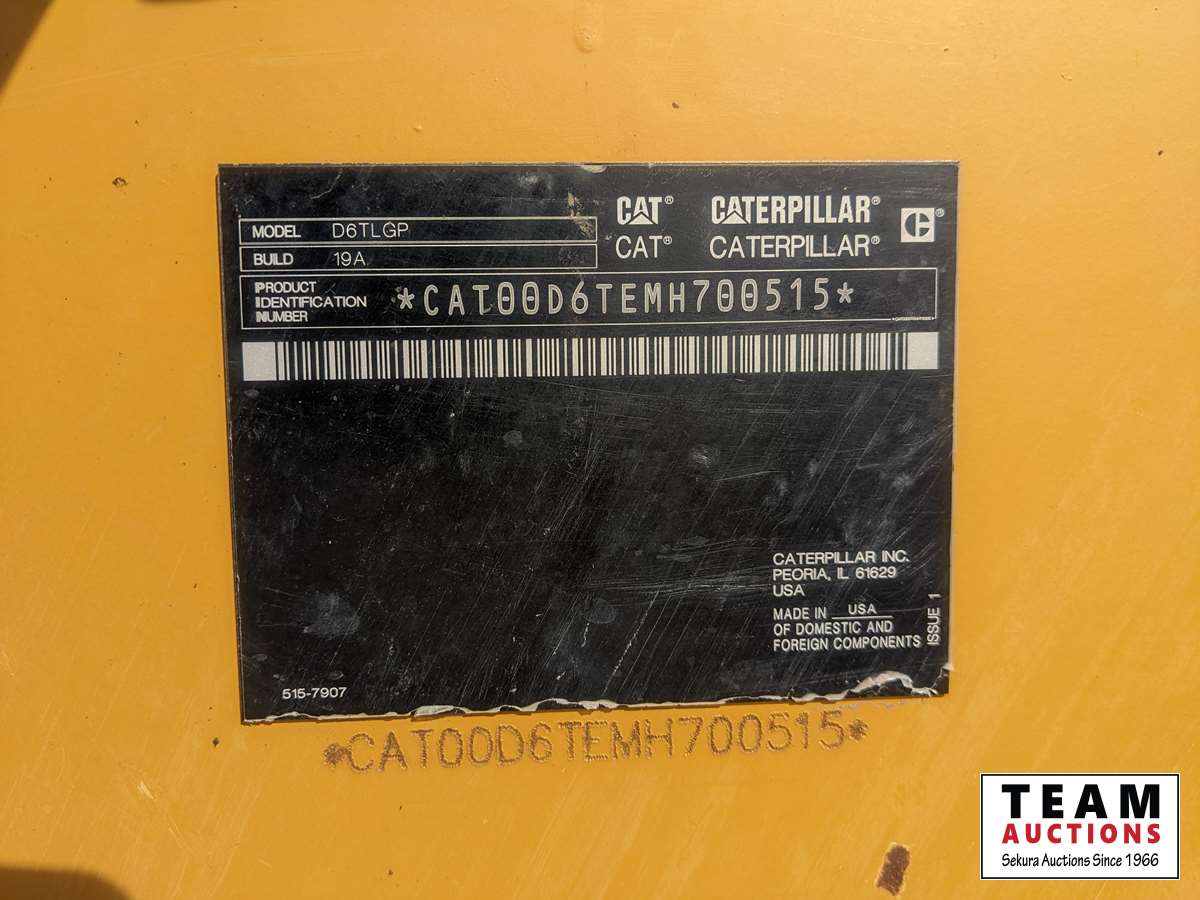 MODEL D6TLGP
BUILD 19A
CAT® CATERPILLAR®
CAT® CATERPILLAR® C®
PRODUCT
IDENTIFICATION
NUMBER
*CAT00D6TEMH700515*
CATERPILLAR INC.
PEORIA, IL 61629
USA
MADE IN USA
OF DOMESTIC AND
FOREIGN COMPONENTS
ISSUE 1
515-7907
*CAT00D6TEMH700515*
TEAM
AUCTIONS
Sekura Auctions Since 1966